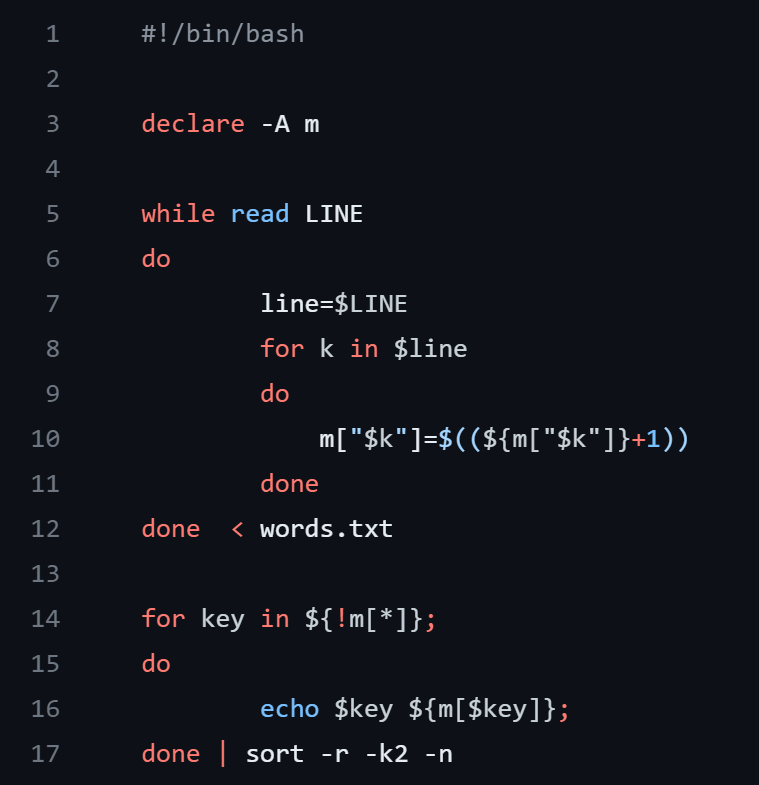 1 #!/bin/bash
2
3 declare -A m
4
5 while read LINE
6 do
7 line=$LINE
8 for k in $line
9 do
10 m["$k"]=$((${m["$k"]}+1))
11 done
12 done  < words.txt
13
14 for key in ${!m[*]};
15 do
16 echo $key ${m[$key]};
17 done | sort -r -k2 -n